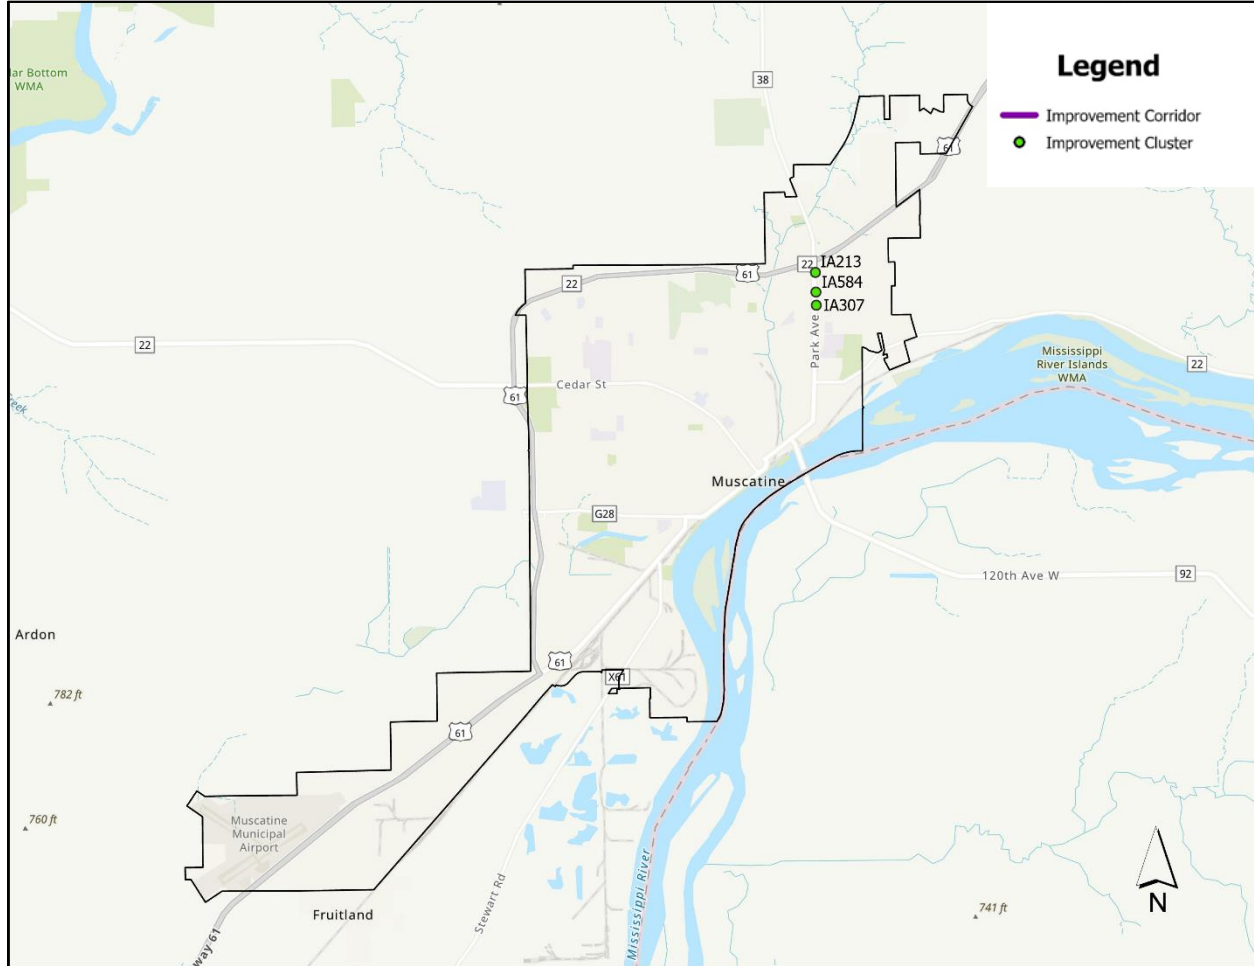 Legend
Improvement Corridor
Improvement Cluster
lar Bottom
WMA
38
61
22
IA213
61
22
IA584
IA307
22
Park Ave
Mississippi
River Islands
WMA
22
Cedar St
61
Muscatine
G28
120th Ave W
92
Ardon
61
X61
782 ft
61
760 ft
Muscatine
Municipal
Airport
Stewart Rd
Mississippi River
741 ft
N
Fruitland
way 61
eek